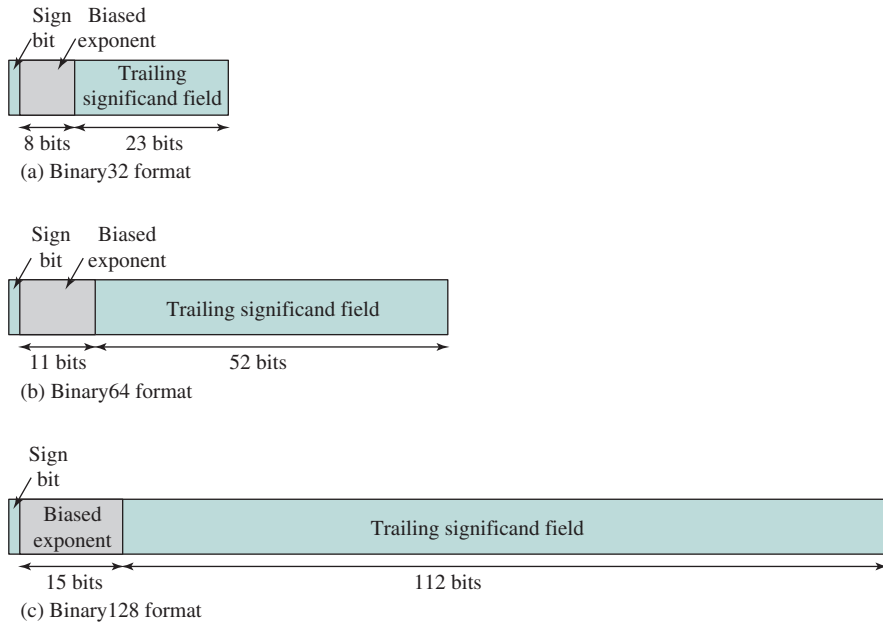 Sign
bit
Biased
exponent
Trailing
significand field
8 bits
23 bits
(a) Binary32 format
Sign
bit
Biased
exponent
Trailing significand field
11 bits
52 bits
(b) Binary64 format
Sign
bit
Biased
exponent
Trailing significand field
15 bits
112 bits
(c) Binary128 format